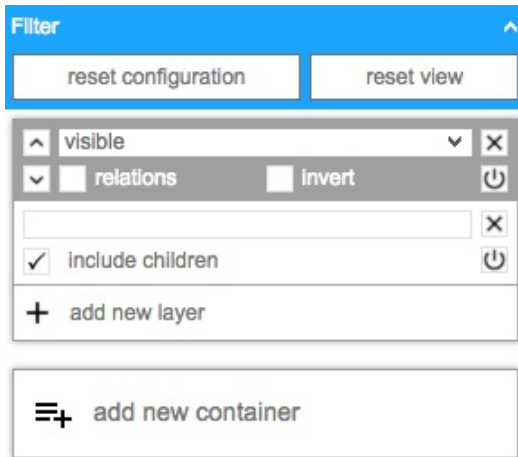 Filter
reset configuration reset view
visible
relations invert
include children
add new layer
add new container